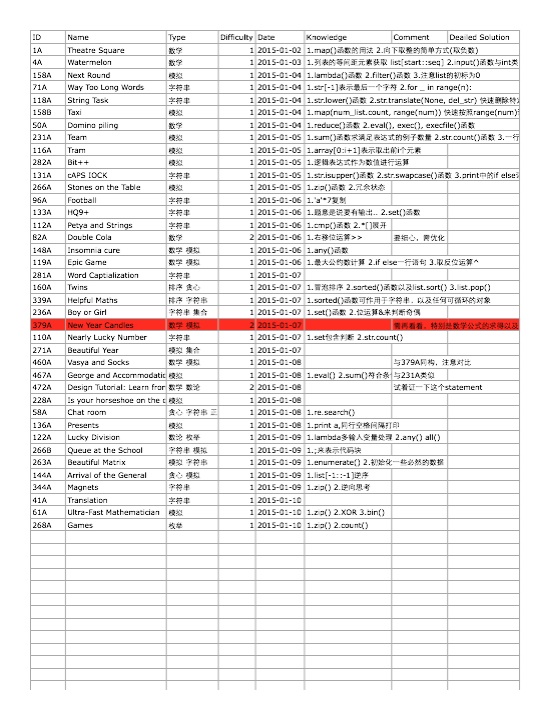 ID Name Type Difficulty Date Knowledge Comment Dealied Solution
1A Theatre Square 数学 1 2015-01-02 1.map()函数的用法 2.向下取整的简单方式(取负数)
4A Watermelon 数学 1 2015-01-03 1.列表的等间距元素获取 list[start::seq] 2.input()函数与int类
158A Next Round 模拟 1 2015-01-04 1.lambda()函数 2.filter()函数 3.注意list的初标为0
71A Way Too Long Words 字符串 1 2015-01-04 1.str[-1]表示最后一个字符 2.for _ in range(n):
118A String Task 字符串 1 2015-01-04 1.str.lower()函数 2.str.translate(None, del_str) 快速删除特
158B Taxi 模拟 1 2015-01-04 1.map(num_list.count, range(num)) 快速按照range(num)
50A Domino piling 数学 1 2015-01-04 1.reduce()函数 2.eval(), exec(), execfile()函数
231A Team 模拟 1 2015-01-05 1.sum()函数求满足表达式的例子数量 2.str.count()函数 3.一行
116A Tram 模拟 1 2015-01-05 1.array[0:i+1]表示取出前i个元素
282A Bit++ 模拟 1 2015-01-05 1.逻辑表达式作为数值进行运算
131A cAPS lOCK 字符串 1 2015-01-05 1.str.isupper()函数 2.str.swapcase()函数 3.print中的if else
266A Stones on the Table 模拟 1 2015-01-05 1.zip()函数 2.冗余状态
96A Football 字符串 1 2015-01-06 1.'a'*7复制
133A HQ9+ 字符串 1 2015-01-06 1.题意是说要有输出.. 2.set()函数
112A Petya and Strings 字符串 1 2015-01-06 1.cmp()函数 2.*[]展开
82A Double Cola 数学 2 2015-01-06 1.右移位运算>> 要细心，需优化
148A Insomnia cure 数学 模拟 1 2015-01-06 1.any()函数
119A Epic Game 数学 模拟 1 2015-01-06 1.最大公约数计算 2.if else一行语句 3.取反位运算^
281A Word Captialization 字符串 1 2015-01-07
160A Twins 排序 贪心 1 2015-01-07 1.冒泡排序 2.sorted()函数以及list.sort() 3.list.pop()
339A Helpful Maths 排序 字符串 1 2015-01-07 1.sorted()函数可作用于字符串，以及任何可循环的对象
236A Boy or Girl 字符串 集合 1 2015-01-07 1.set()函数 2.位运算&来判断奇偶
379A New Year Candies 数学 模拟 2 2015-01-07 需再看看，特别是数学公式的求得以及
110A Nearly Lucky Number 字符串 1 2015-01-07 1.set包含判断 2.str.count()
271A Beautiful Year 模拟 集合 1 2015-01-07
460A Vasya and Socks 数学 模拟 1 2015-01-08 与379A同构，注意对比
467A George and Accommodatic 模拟 1 2015-01-08 1.eval() 2.sum()符合条 与231A类似
472A Design Tutorial: Learn fron 数学 数论 2 2015-01-08 试着证一下这个statement
228A Is your horseshoe on the c 模拟 1 2015-01-08
58A Chat room 贪心 字符串 正 1 2015-01-08 1.re.search()
136A Presents 模拟 1 2015-01-08 1.print a,同行空格间隔打印
122A Lucky Division 数论 枚举 1 2015-01-09 1.lambda多输入变量处理 2.any() all()
266B Queue at the School 字符串 模拟 1 2015-01-09 1.;来表示代码块
263A Beautiful Matrix 模拟 字符串 1 2015-01-09 1.enumerate() 2.初始化一些必然的数据
144A Arrival of the General 贪心 模拟 1 2015-01-09 1.list[-1::-1]逆序
344A Magnets 字符串 1 2015-01-09 1.zip() 2.逆向思考
41A Translation 字符串 1 2015-01-10
61A Ultra-Fast Mathematician 模拟 1 2015-01-10 1.zip() 2.XOR 3.bin()
268A Games 枚举 1 2015-01-10 1.zip() 2.count()